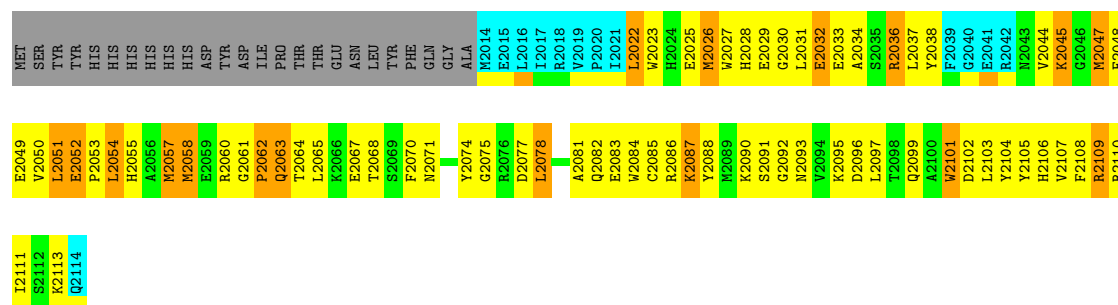 MET SER TYR TYR HIS HIS HIS HIS HIS HIS ASP TYR ASP ILE PRO THR THR GLU ASN LEU TYR PHE GLN GLY ALA W2014 E2015 L2016 I2017 R2018 V2019 P2020 I2021 L2022 W2023 H2024 E2025 M2026 W2027 H2028 E2029 G2030 L2031 E2032 E2033 A2034 S2035 R2036 L2037 Y2038 F2039 G2040 E2041 R2042 N2043 V2044 K2045 G2046 M2047 F2048
E2049 V2050 L2051 E2052 P2053 L2054 H2055 A2056 M2057 M2058 E2059 R2060 G2061 P2062 Q2063 T2064 L2065 K2066 E2067 T2068 S2069 F2070 N2071 Y2074 G2075 R2076 D2077 L2078 A2081 Q2082 E2083 W2084 C2085 R2086 K2087 Y2088 M2089 K2090 S2091 G2092 N2093 V2094 K2095 D2096 L2097 T2098 Q2099 A2100 W2101 D2102 L2103 Y2104 Y2105 H2106 V2107 F2108 R2109 R2110
I2111 S2112 K2113 Q2114